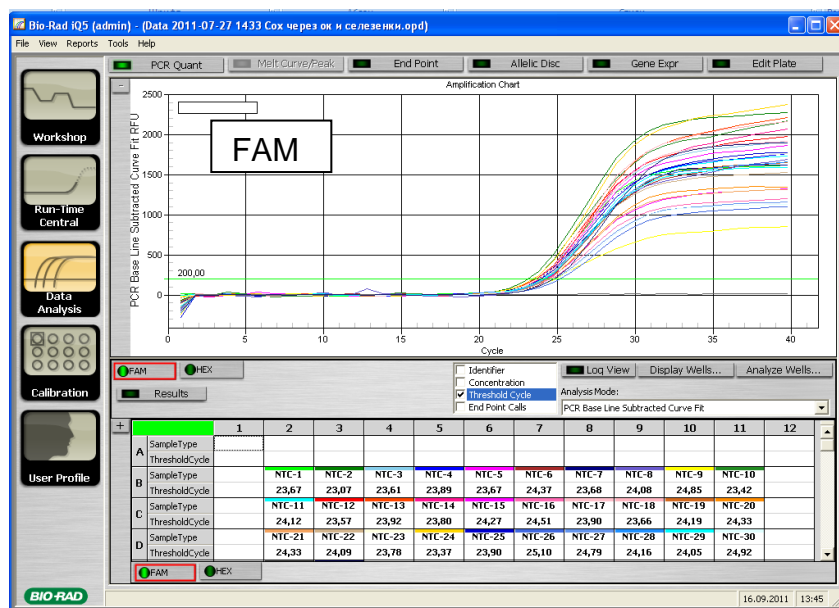 Bio-Rad iQ5 (admin) - (Data 2011-07-27 1433 Сох через ок и селезенки.opd)
File View Reports Tools Help
PCR Quant Melt Curve/Peak End Point Allelic Disc Gene Expr Edit Plate
Workshop
Run-Time Central
Data Analysis
Calibration
User Profile
BIO-RAD
Amplification Chart
PCR Base Line Subtracted Curve Fit RFU
2500
2000
1500
1000
500
0
FAM
200,00
0 5 10 15 20 25 30 35 40
Cycle
FAM HEX
Results
Identifier
Concentration
Threshold Cycle
End Point Calls
Log View Display Wells... Analyze Wells...
Analysis Mode:
PCR Base Line Subtracted Curve Fit
1 2 3 4 5 6 7 8 9 10 11 12
A SampleType
ThresholdCycle
B SampleType NTC-1 NTC-2 NTC-3 NTC-4 NTC-5 NTC-6 NTC-7 NTC-8 NTC-9 NTC-10
ThresholdCycle 23,67 23,07 23,61 23,89 23,67 24,37 23,68 24,08 24,85 23,42
C SampleType NTC-11 NTC-12 NTC-13 NTC-14 NTC-15 NTC-16 NTC-17 NTC-18 NTC-19 NTC-20
ThresholdCycle 24,12 23,57 23,92 23,80 24,27 24,51 23,90 23,66 24,19 24,33
D SampleType NTC-21 NTC-22 NTC-23 NTC-24 NTC-25 NTC-26 NTC-27 NTC-28 NTC-29 NTC-30
ThresholdCycle 24,33 24,09 23,78 23,37 23,90 25,10 24,79 24,16 24,05 24,92
FAM HEX
16.09.2011 13:45